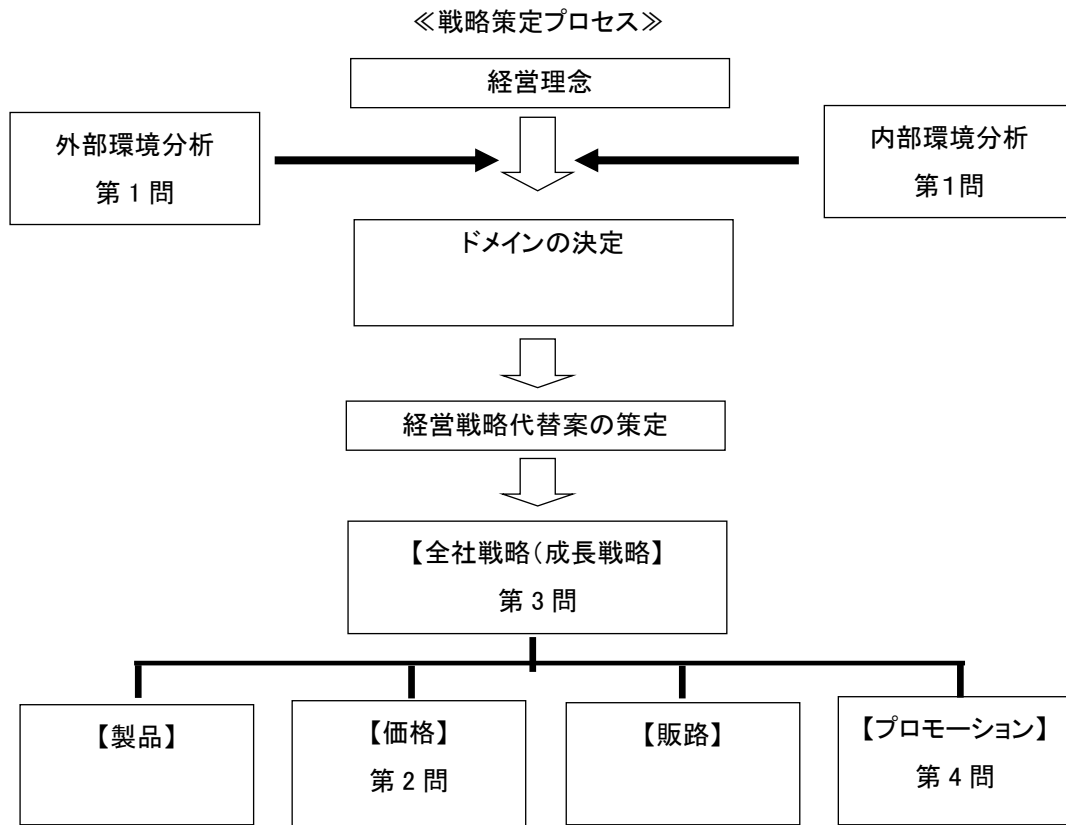 ≪戦略策定プロセス≫
経営理念
外部環境分析
第 1 問
内部環境分析
第1問
ドメインの決定
経営戦略代替案の策定
【全社戦略(成長戦略】
第 3 問
【製品】
【価格】
第 2 問
【販路】
【プロモーション】
第 4 問